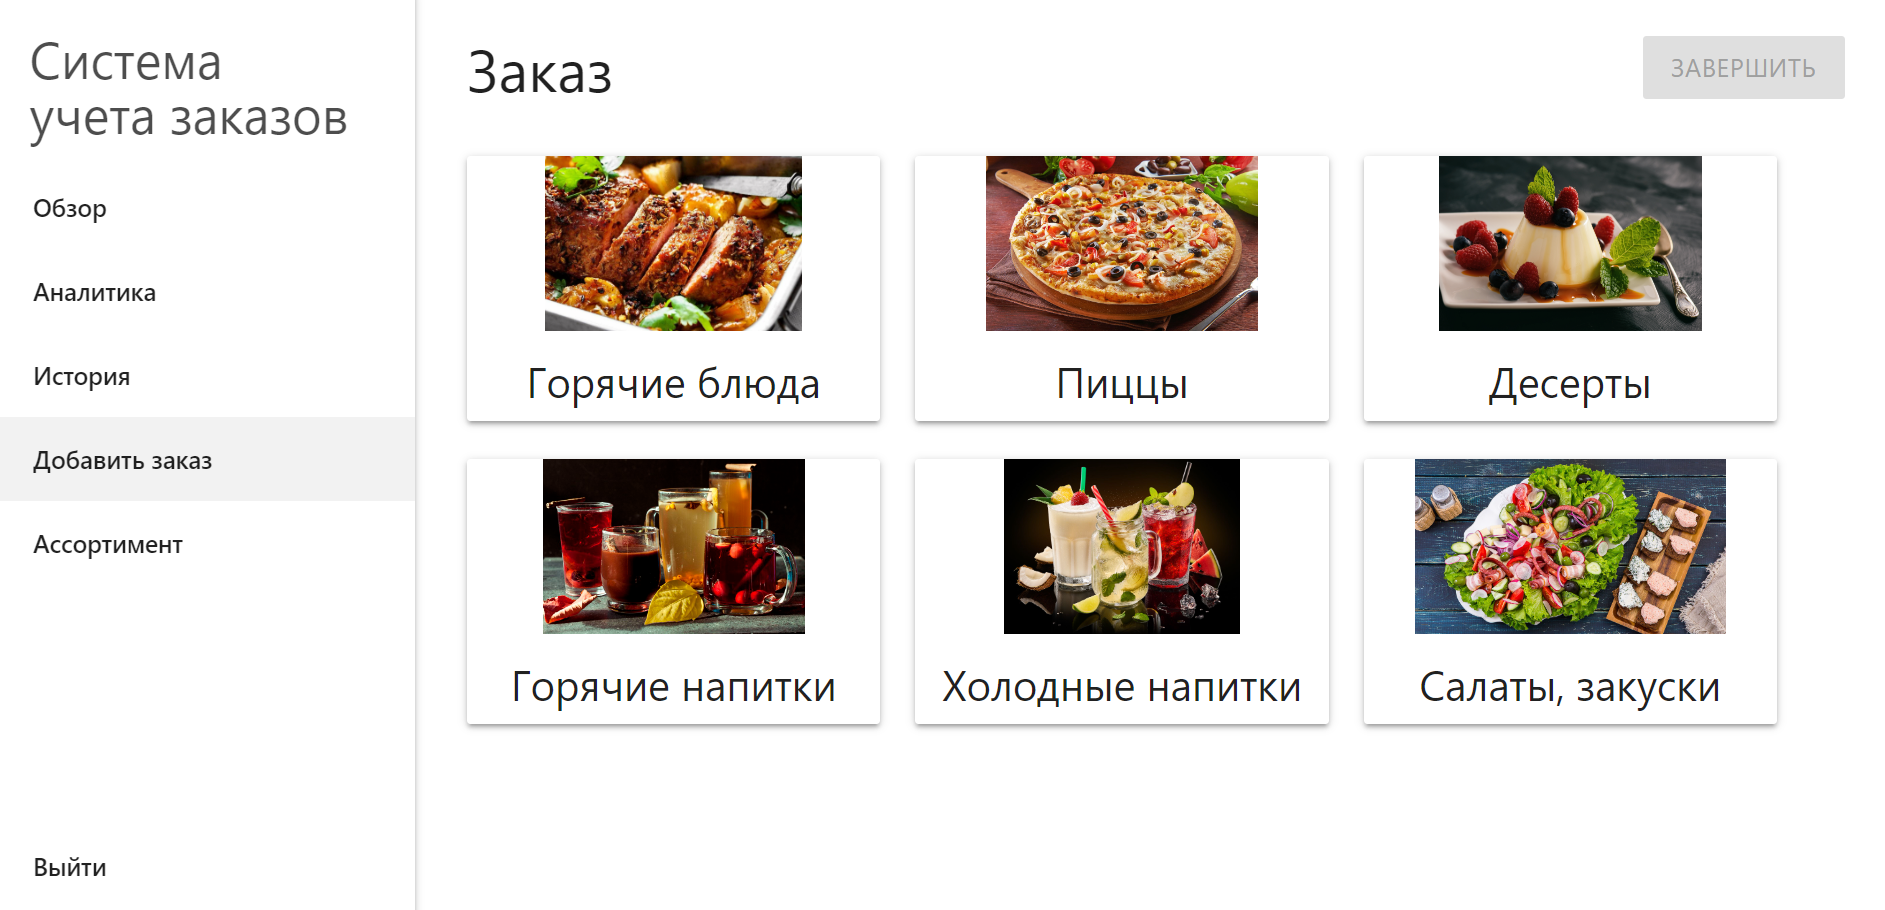 Система
учета заказов
Обзор
Аналитика
История
Добавить заказ
Ассортимент
Выйти
Заказ
ЗАВЕРШИТЬ
Горячие блюда
Пиццы
Десерты
Горячие напитки
Холодные напитки
Салаты, закуски